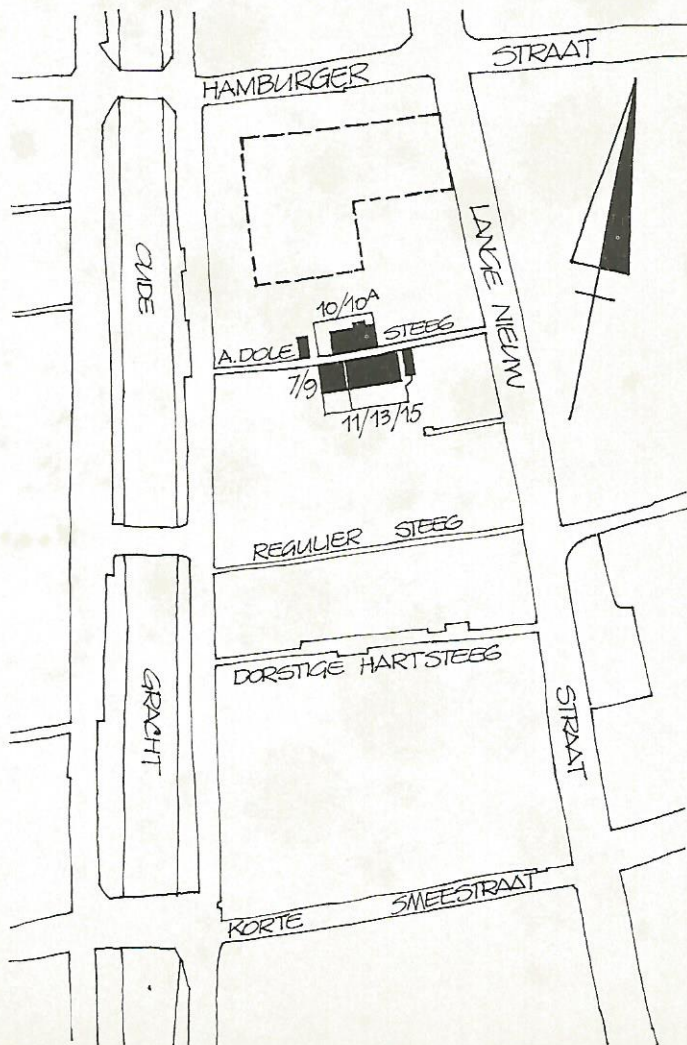 HAMBURGER STRAAT
OUDE GRACHT
LANGE NIEUW STRAAT
10/10A
A. DOLE STEEG
7/9
11/13/15
REGULIER STEEG
DORSTIGE HARTSTEEG
KORTE SMEESTRAAT